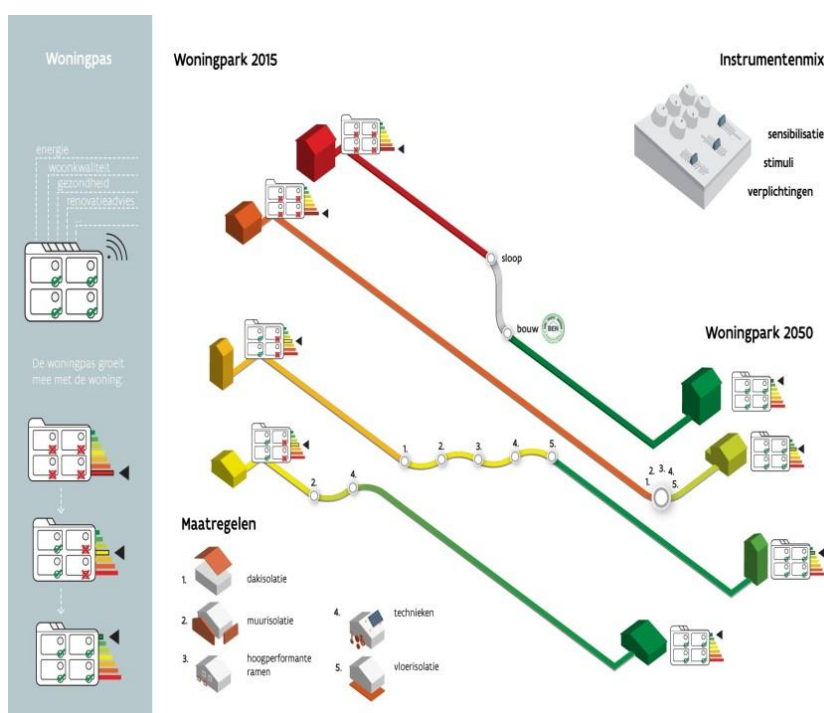 Woningpas
energie
woonkwaliteit
gezondheid
renovatieadvies
...
De woningpas groeit
mee met de woning:
Woningpark 2015
Instrumentenmix
sensibilisatie
stimuli
verplichtingen
sloop
bouw
BEN
Woningpark 2050
1.
2.
3.
4.
5.
2.
4.
2. 3. 4.
1. 5.
Maatregelen
1. dakisolatie
2. muurisolatie
3. hoogperformante
ramen
4. technieken
5. vloerisolatie